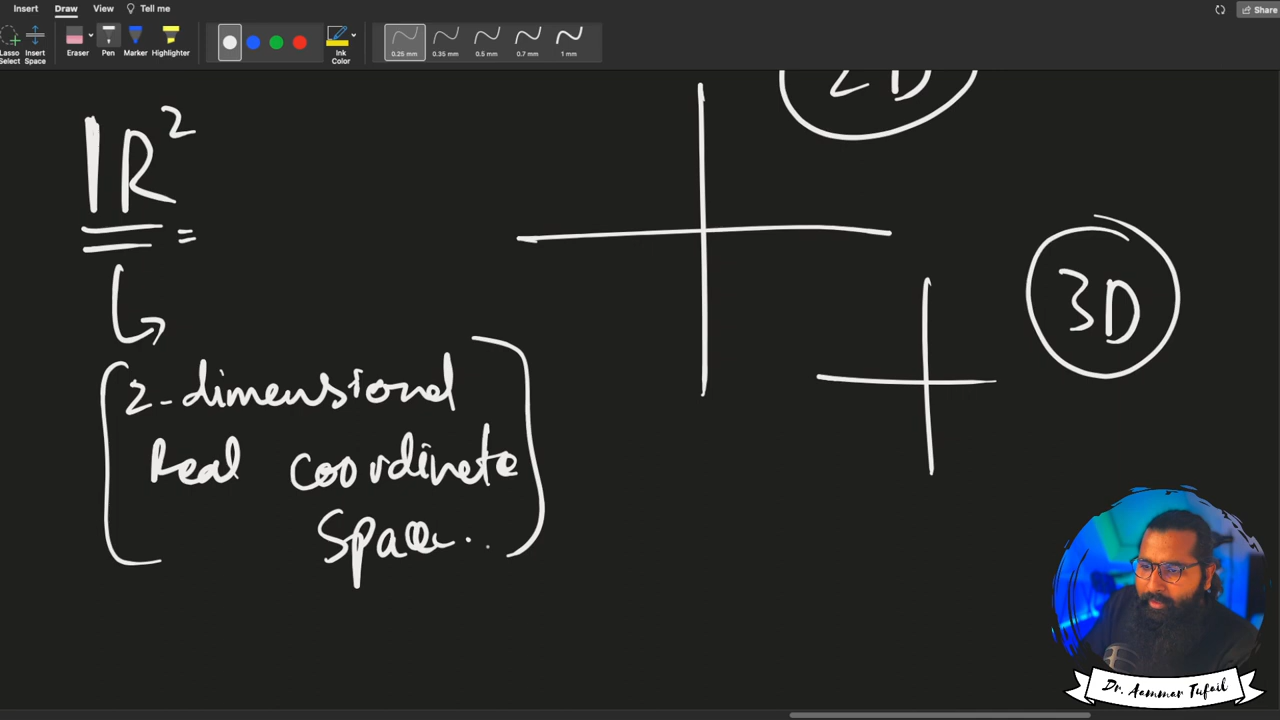 Insert Draw View Tell me
Share
Lasso Select
Insert Space
Eraser
Pen
Marker
Highlighter
Ink Color
0.25 mm
0.35 mm
0.5 mm
0.7 mm
1 mm
2D
IR² =
3D
2-dimensional
Real coordinate
Space..
Dr. Aammar Tufail